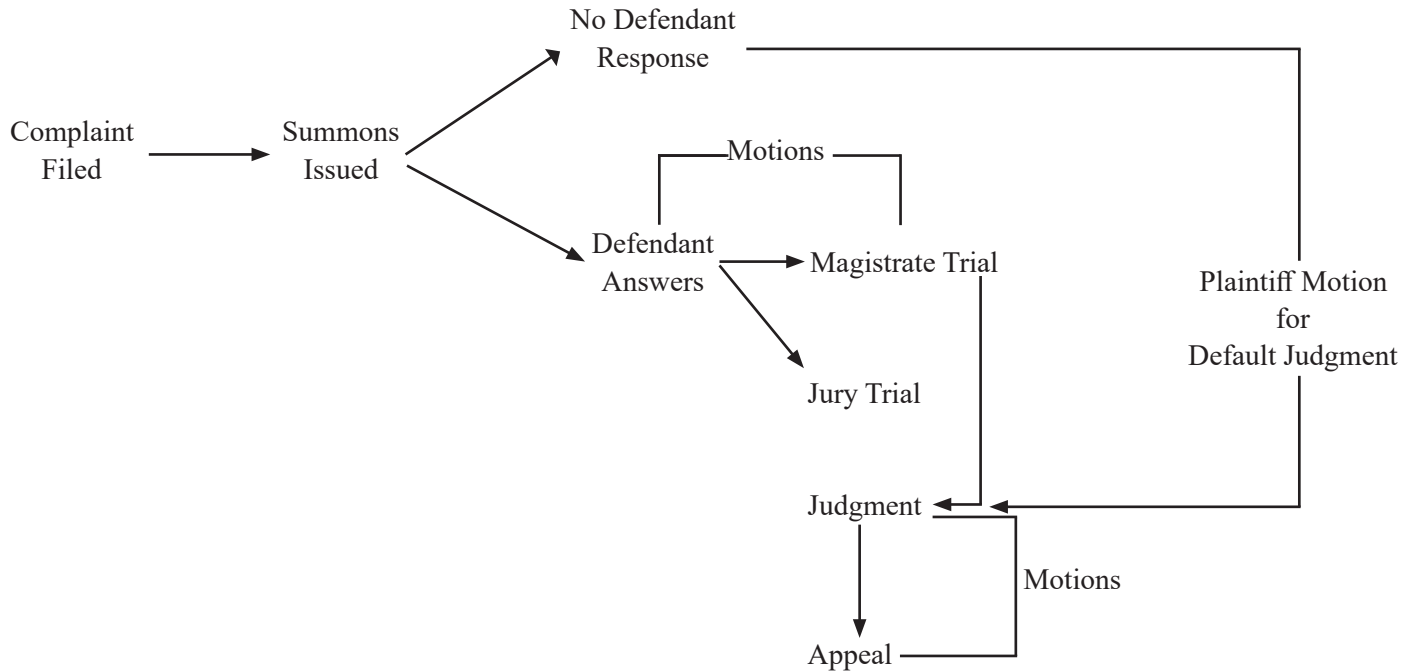 No Defendant
Response
Complaint
Filed
Summons
Issued
Motions
Defendant
Answers
Magistrate Trial
Plaintiff Motion
for
Default Judgment
Jury Trial
Judgment
Motions
Appeal